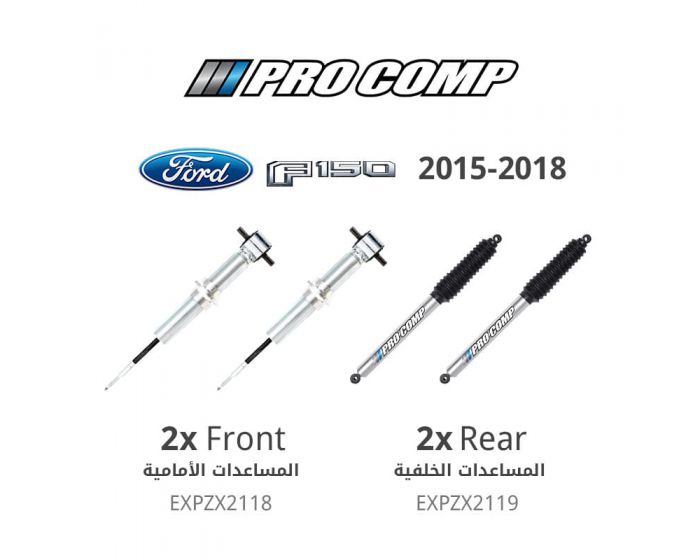 PRO COMP
Ford F150 2015-2018
PRO COMP PRO COMP
2x Front
المساعدات الأمامية
EXPZX2118
2x Rear
المساعدات الخلفية
EXPZX2119